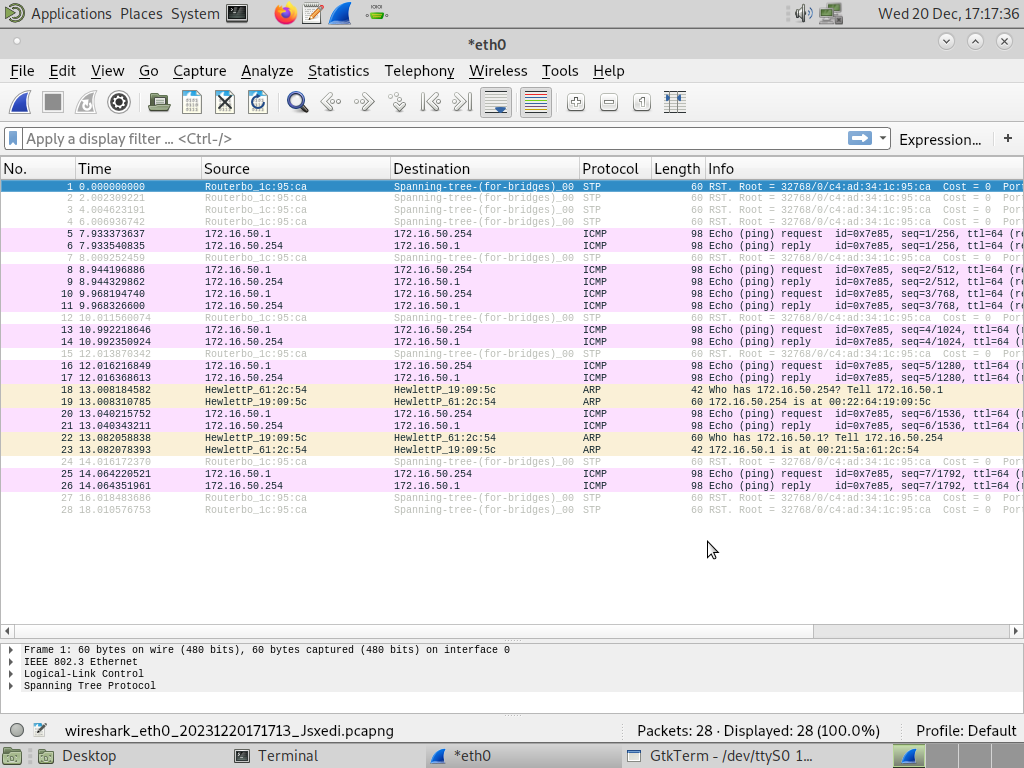 Applications Places System Wed 20 Dec, 17:17:36
*eth0
File Edit View Go Capture Analyze Statistics Telephony Wireless Tools Help
Apply a display filter ... <Ctrl-/> Expression... +
No. Time Source Destination Protocol Length Info
1 0.000000000 Routerbo_1c:95:ca Spanning-tree-(for-bridges)_00 STP 60 RST. Root = 32768/0/c4:ad:34:1c:95:ca Cost = 0 Por
2 2.002309221 Routerbo_1c:95:ca Spanning-tree-(for-bridges)_00 STP 60 RST. Root = 32768/0/c4:ad:34:1c:95:ca Cost = 0 Por
3 4.004623191 Routerbo_1c:95:ca Spanning-tree-(for-bridges)_00 STP 60 RST. Root = 32768/0/c4:ad:34:1c:95:ca Cost = 0 Por
4 6.006936742 Routerbo_1c:95:ca Spanning-tree-(for-bridges)_00 STP 60 RST. Root = 32768/0/c4:ad:34:1c:95:ca Cost = 0 Por
5 7.933373637 172.16.50.1 172.16.50.254 ICMP 98 Echo (ping) request id=0x7e85, seq=1/256, ttl=64 (re
6 7.933540835 172.16.50.254 172.16.50.1 ICMP 98 Echo (ping) reply id=0x7e85, seq=1/256, ttl=64 (re
7 8.009252459 Routerbo_1c:95:ca Spanning-tree-(for-bridges)_00 STP 60 RST. Root = 32768/0/c4:ad:34:1c:95:ca Cost = 0 Por
8 8.944196886 172.16.50.1 172.16.50.254 ICMP 98 Echo (ping) request id=0x7e85, seq=2/512, ttl=64 (re
9 8.944329862 172.16.50.254 172.16.50.1 ICMP 98 Echo (ping) reply id=0x7e85, seq=2/512, ttl=64 (re
10 9.968194740 172.16.50.1 172.16.50.254 ICMP 98 Echo (ping) request id=0x7e85, seq=3/768, ttl=64 (re
11 9.968326600 172.16.50.254 172.16.50.1 ICMP 98 Echo (ping) reply id=0x7e85, seq=3/768, ttl=64 (re
12 10.011560074 Routerbo_1c:95:ca Spanning-tree-(for-bridges)_00 STP 60 RST. Root = 32768/0/c4:ad:34:1c:95:ca Cost = 0 Por
13 10.992218646 172.16.50.1 172.16.50.254 ICMP 98 Echo (ping) request id=0x7e85, seq=4/1024, ttl=64 (r
14 10.992350924 172.16.50.254 172.16.50.1 ICMP 98 Echo (ping) reply id=0x7e85, seq=4/1024, ttl=64 (r
15 12.013870342 Routerbo_1c:95:ca Spanning-tree-(for-bridges)_00 STP 60 RST. Root = 32768/0/c4:ad:34:1c:95:ca Cost = 0 Por
16 12.016216849 172.16.50.1 172.16.50.254 ICMP 98 Echo (ping) request id=0x7e85, seq=5/1280, ttl=64 (r
17 12.016368613 172.16.50.254 172.16.50.1 ICMP 98 Echo (ping) reply id=0x7e85, seq=5/1280, ttl=64 (r
18 13.008184582 HewlettP_61:2c:54 HewlettP_19:09:5c ARP 42 Who has 172.16.50.254? Tell 172.16.50.1
19 13.008310785 HewlettP_19:09:5c HewlettP_61:2c:54 ARP 60 172.16.50.254 is at 00:22:64:19:09:5c
20 13.040215752 172.16.50.1 172.16.50.254 ICMP 98 Echo (ping) request id=0x7e85, seq=6/1536, ttl=64 (r
21 13.040343211 172.16.50.254 172.16.50.1 ICMP 98 Echo (ping) reply id=0x7e85, seq=6/1536, ttl=64 (r
22 13.082058838 HewlettP_19:09:5c HewlettP_61:2c:54 ARP 60 Who has 172.16.50.1? Tell 172.16.50.254
23 13.082078393 HewlettP_61:2c:54 HewlettP_19:09:5c ARP 42 172.16.50.1 is at 00:21:5a:61:2c:54
24 14.016172370 Routerbo_1c:95:ca Spanning-tree-(for-bridges)_00 STP 60 RST. Root = 32768/0/c4:ad:34:1c:95:ca Cost = 0 Por
25 14.064220521 172.16.50.1 172.16.50.254 ICMP 98 Echo (ping) request id=0x7e85, seq=7/1792, ttl=64 (r
26 14.064351961 172.16.50.254 172.16.50.1 ICMP 98 Echo (ping) reply id=0x7e85, seq=7/1792, ttl=64 (r
27 16.018483686 Routerbo_1c:95:ca Spanning-tree-(for-bridges)_00 STP 60 RST. Root = 32768/0/c4:ad:34:1c:95:ca Cost = 0 Por
28 18.010576753 Routerbo_1c:95:ca Spanning-tree-(for-bridges)_00 STP 60 RST. Root = 32768/0/c4:ad:34:1c:95:ca Cost = 0 Por
Frame 1: 60 bytes on wire (480 bits), 60 bytes captured (480 bits) on interface 0
IEEE 802.3 Ethernet
Logical-Link Control
Spanning Tree Protocol
wireshark_eth0_20231220171713_Jsxedi.pcapng Packets: 28 · Displayed: 28 (100.0%) Profile: Default
Desktop Terminal *eth0 GtkTerm - /dev/ttyS0 1...